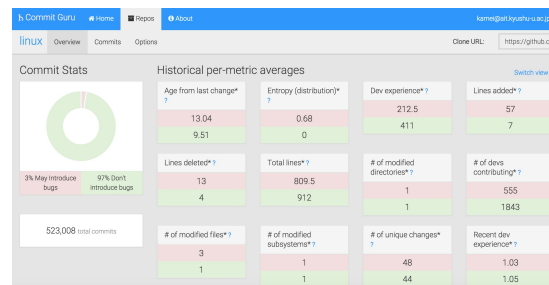 Commit Guru Home Repos About kamei@ait.kyushu-u.ac.jp
linux Overview Commits Options Clone URL: https://github.c
Commit Stats
Historical per-metric averages
Switch view
Age from last change* ?
13.04
9.51
Entropy (distribution)* ?
0.68
0
Dev experience* ?
212.5
411
Lines added* ?
57
7
3% May Introduce bugs
97% Don't introduce bugs
Lines deleted* ?
13
4
Total lines* ?
809.5
912
# of modified directories* ?
1
1
# of devs contributing* ?
555
1843
523,008 total commits
# of modified files* ?
3
1
# of modified subsystems* ?
1
1
# of unique changes* ?
48
44
Recent dev experience* ?
1.03
1.05